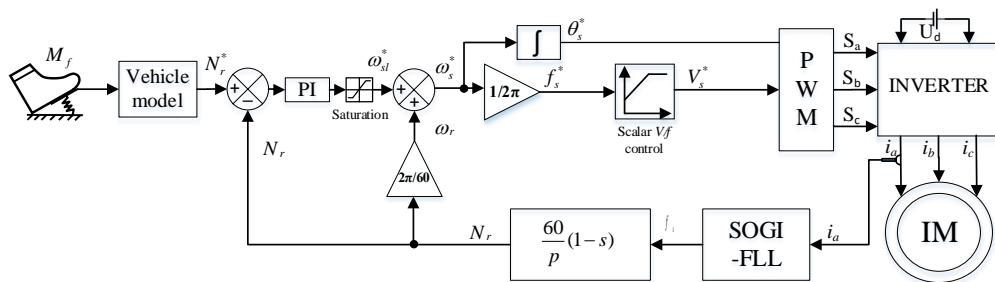 M_f
Vehicle
model
N_r^*
+
−
PI
Saturation
ω_sl^*
+
+
ω_s^*
∫
θ_s^*
1/2π
f_s^*
Scalar V/f
control
V_s^*
P
W
M
S_a
S_b
S_c
U_d
INVERTER
i_a
i_b
i_c
N_r
ω_r
2π/60
N_r
60/p (1-s)
SOGI
-FLL
i_a
IM